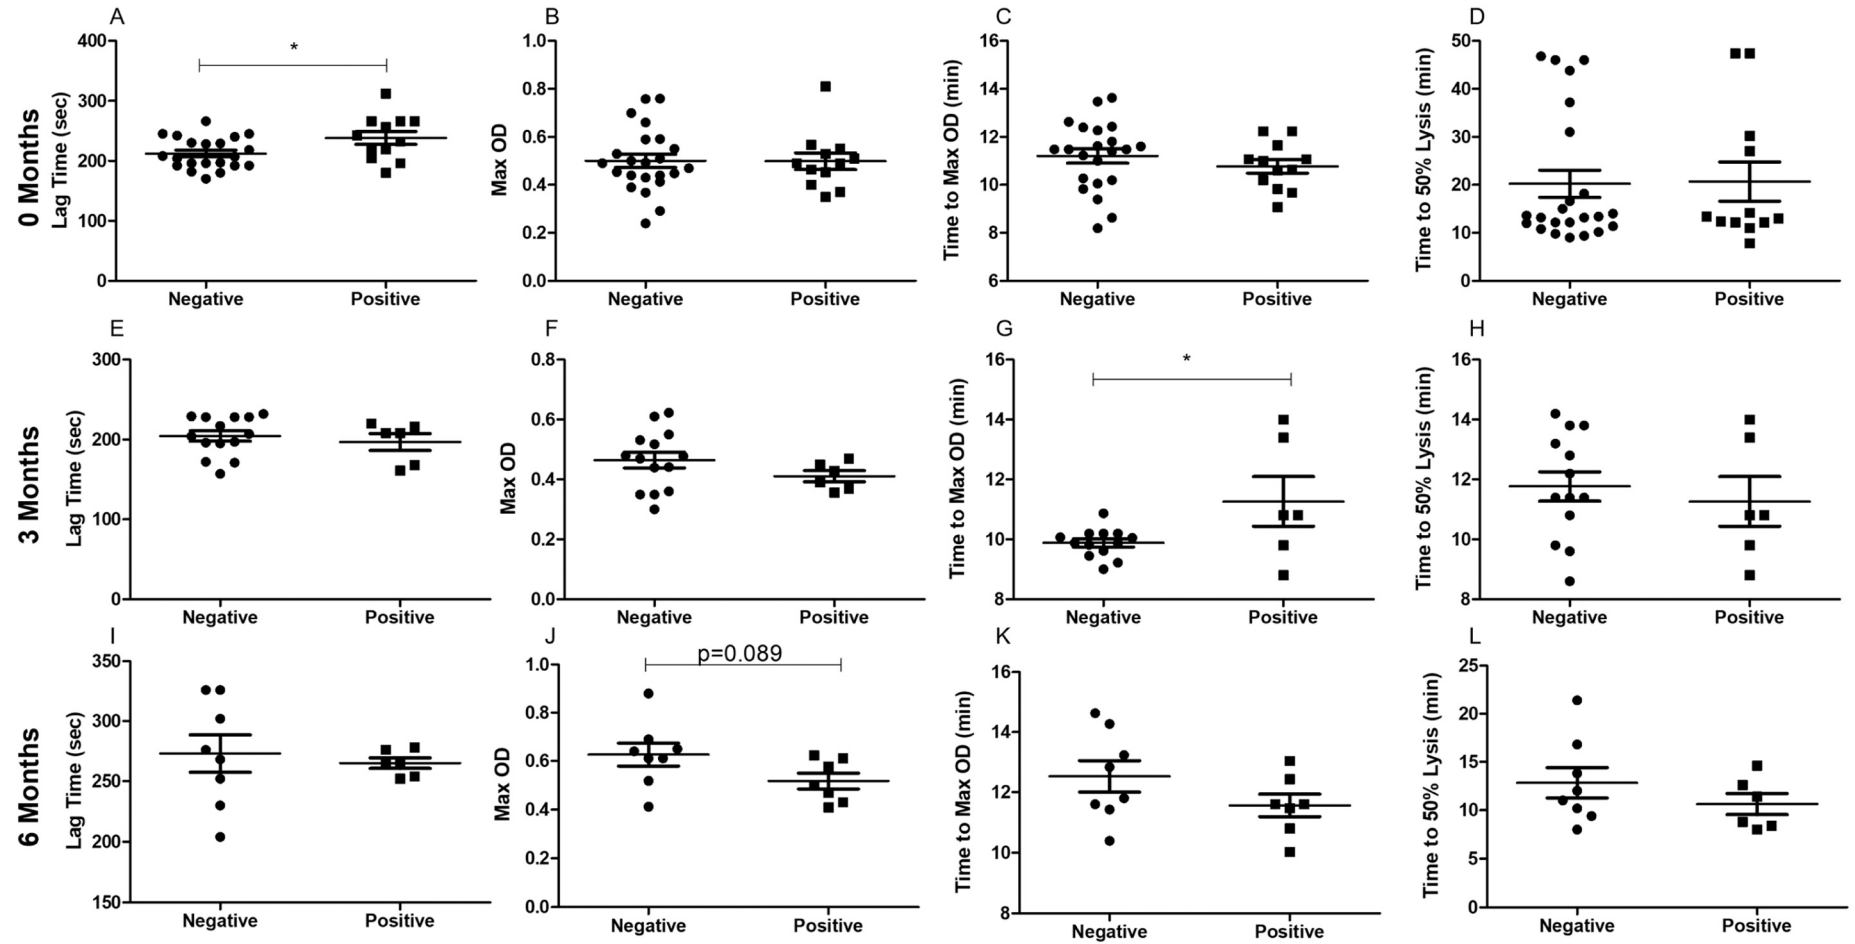 0 Months
A
Lag Time (sec)
400
300
200
100
0
*
Negative
Positive
B
Max OD
1.0
0.8
0.6
0.4
0.2
0.0
Negative
Positive
C
Time to Max OD (min)
16
14
12
10
8
6
Negative
Positive
D
Time to 50% Lysis (min)
50
40
30
20
10
0
Negative
Positive
3 Months
E
Lag Time (sec)
300
200
100
0
Negative
Positive
F
Max OD
0.8
0.6
0.4
0.2
0.0
Negative
Positive
G
Time to Max OD (min)
16
14
12
10
8
*
Negative
Positive
H
Time to 50% Lysis (min)
16
14
12
10
8
Negative
Positive
6 Months
I
Lag Time (sec)
350
300
250
200
150
Negative
Positive
J
Max OD
1.0
0.8
0.6
0.4
0.2
0.0
p=0.089
Negative
Positive
K
Time to Max OD (min)
16
14
12
10
8
Negative
Positive
L
Time to 50% Lysis (min)
25
20
15
10
5
0
Negative
Positive